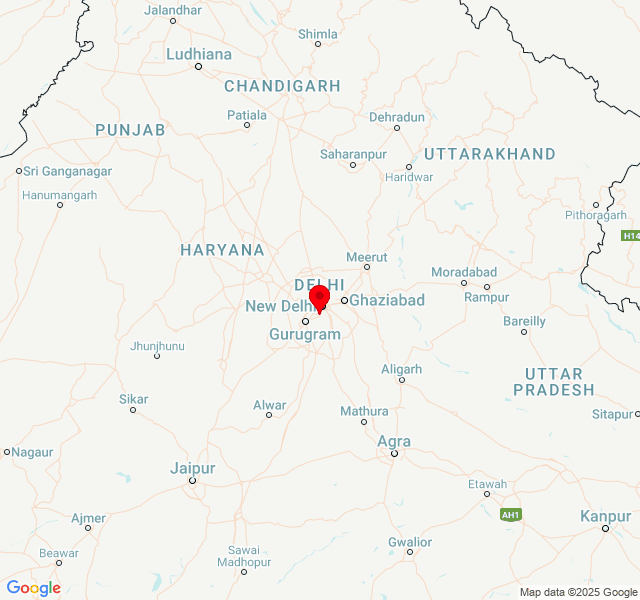 Jalandhar
Shimla
Ludhiana
CHANDIGARH
Patiala
Dehradun
PUNJAB
Saharanpur
UTTARAKHAND
Haridwar
Sri Ganganagar
Hanumangarh
Pithoragarh
H14
HARYANA
Meerut
Moradabad
DELHI
Rampur
New Delhi
Ghaziabad
Bareilly
Gurugram
Jhunjhunu
Aligarh
UTTAR
PRADESH
Sikar
Alwar
Mathura
Sitapur
Agra
Nagaur
Jaipur
Etawah
Ajmer
AH1
Kanpur
Gwalior
Beawar
Sawai
Madhopur
Google
Map data ©2025 Google